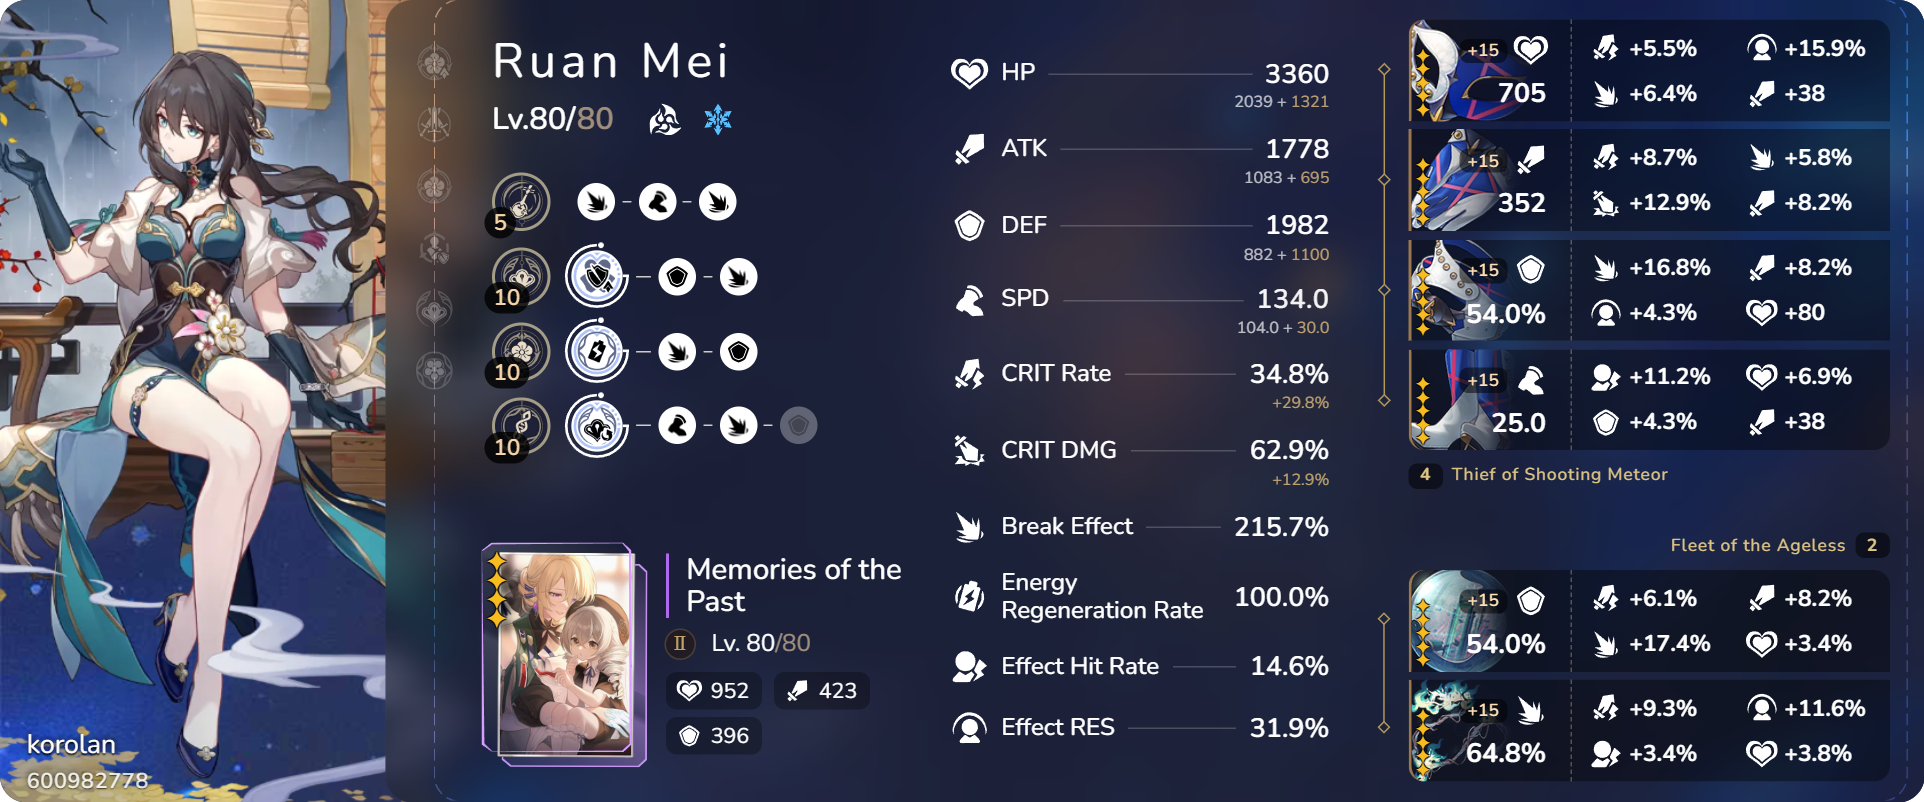 Ruan Mei
Lv.80/80
5
10
10
10
Memories of the
Past
II Lv. 80/80
952 423
396
korolan
600982778
HP 3360
2039 + 1321
ATK 1778
1083 + 695
DEF 1982
882 + 1100
SPD 134.0
104.0 + 30.0
CRIT Rate 34.8%
+29.8%
CRIT DMG 62.9%
+12.9%
Break Effect 215.7%
Energy
Regeneration Rate 100.0%
Effect Hit Rate 14.6%
Effect RES 31.9%
+15 +5.5% +15.9%
705 +6.4% +38
+15 +8.7% +5.8%
352 +12.9% +8.2%
+15 +16.8% +8.2%
54.0% +4.3% +80
+15 +11.2% +6.9%
25.0 +4.3% +38
4 Thief of Shooting Meteor
Fleet of the Ageless 2
+15 +6.1% +8.2%
54.0% +17.4% +3.4%
+15 +9.3% +11.6%
64.8% +3.4% +3.8%